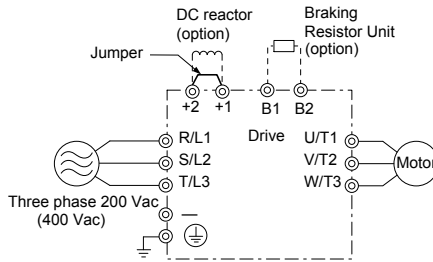 DC reactor
(option)
Braking
Resistor Unit
(option)
Jumper
+2
+1
B1
B2
R/L1
S/L2
T/L3
Drive
U/T1
V/T2
W/T3
Motor
Three phase 200 Vac
(400 Vac)
–